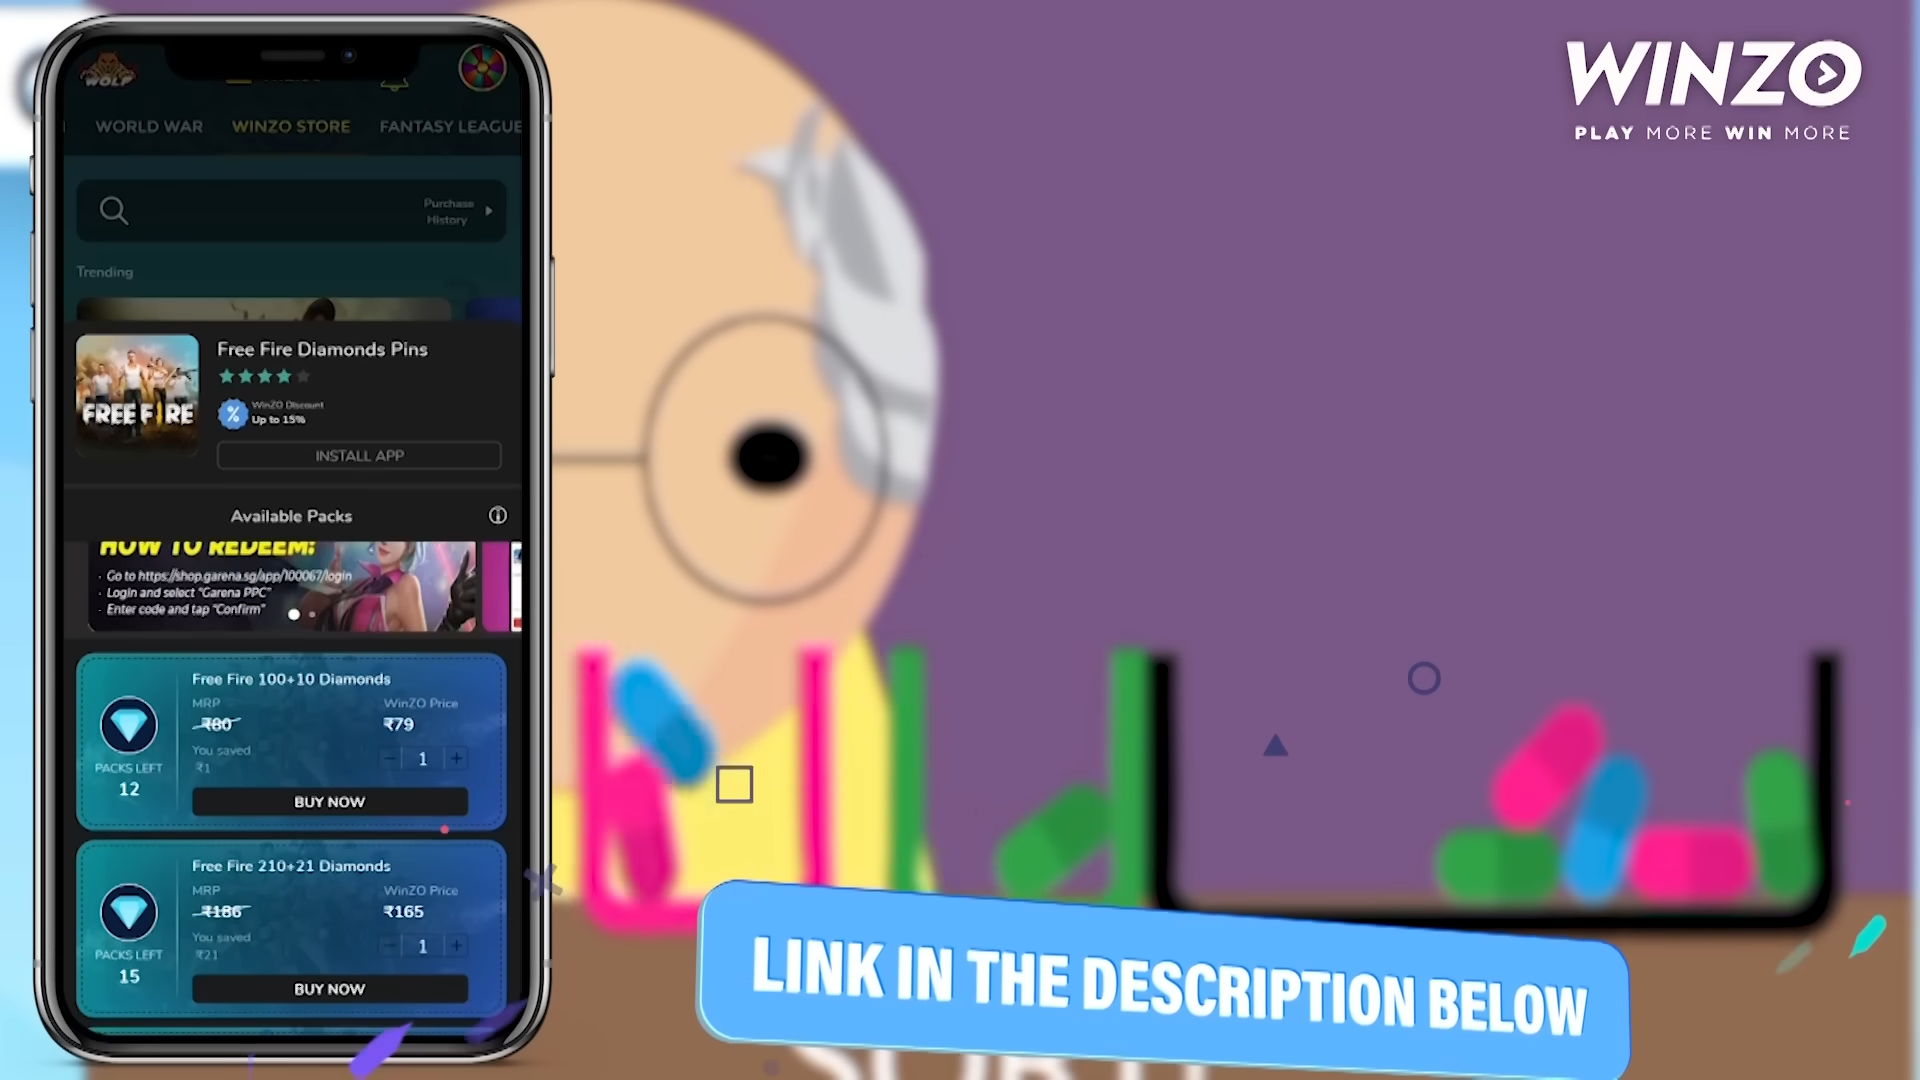 WOLF
WORLD WAR
WINZO STORE
FANTASY LEAGUE
Purchase
History
Trending
FREE FIRE
Free Fire Diamonds Pins
%
WinZO Discount
Up to 15%
INSTALL APP
Available Packs
HOW TO REDEEM:
· Go to https://shop.garena.sg/app/100067/login
· Login and select "Garena PPC"
· Enter code and tap "Confirm"
Free Fire 100+10 Diamonds
MRP
WinZO Price
₹80
₹79
You saved
₹1
- 1 +
PACKS LEFT
12
BUY NOW
Free Fire 210+21 Diamonds
MRP
WinZO Price
₹186
₹165
You saved
₹21
- 1 +
PACKS LEFT
15
BUY NOW
WINZO
PLAY MORE WIN MORE
LINK IN THE DESCRIPTION BELOW